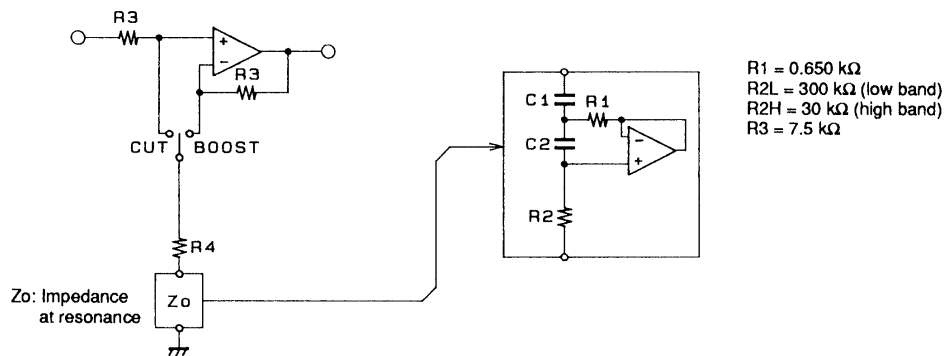 R3
+
−
R3
CUT
BOOST
R4
Zo: Impedance
at resonance
Zo
C1
R1
C2
−
+
R2
R1 = 0.650 kΩ
R2L = 300 kΩ (low band)
R2H = 30 kΩ (high band)
R3 = 7.5 kΩ